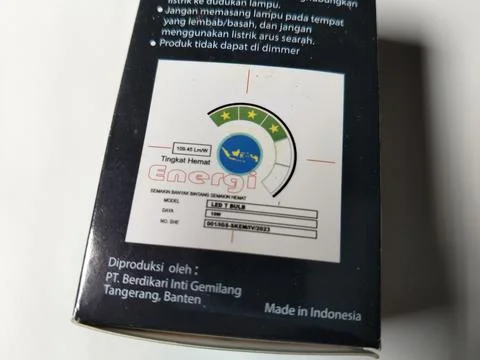 listrik ke dudukan lampu.
• Jangan memasang lampu pada tempat
yang lembab/basah, dan jangan
menggunakan listrik arus searah.
• Produk tidak dapat di dimmer
109.45 Lm/W
Tingkat Hemat
Energi
SEMAKIN BANYAK BINTANG SEMAKIN HEMAT
MODEL LED T BULB
DAYA 10W
NO. SHE
Diproduksi oleh :
PT. Berdikari Inti Gemilang
Tangerang, Banten
Made in Indonesia